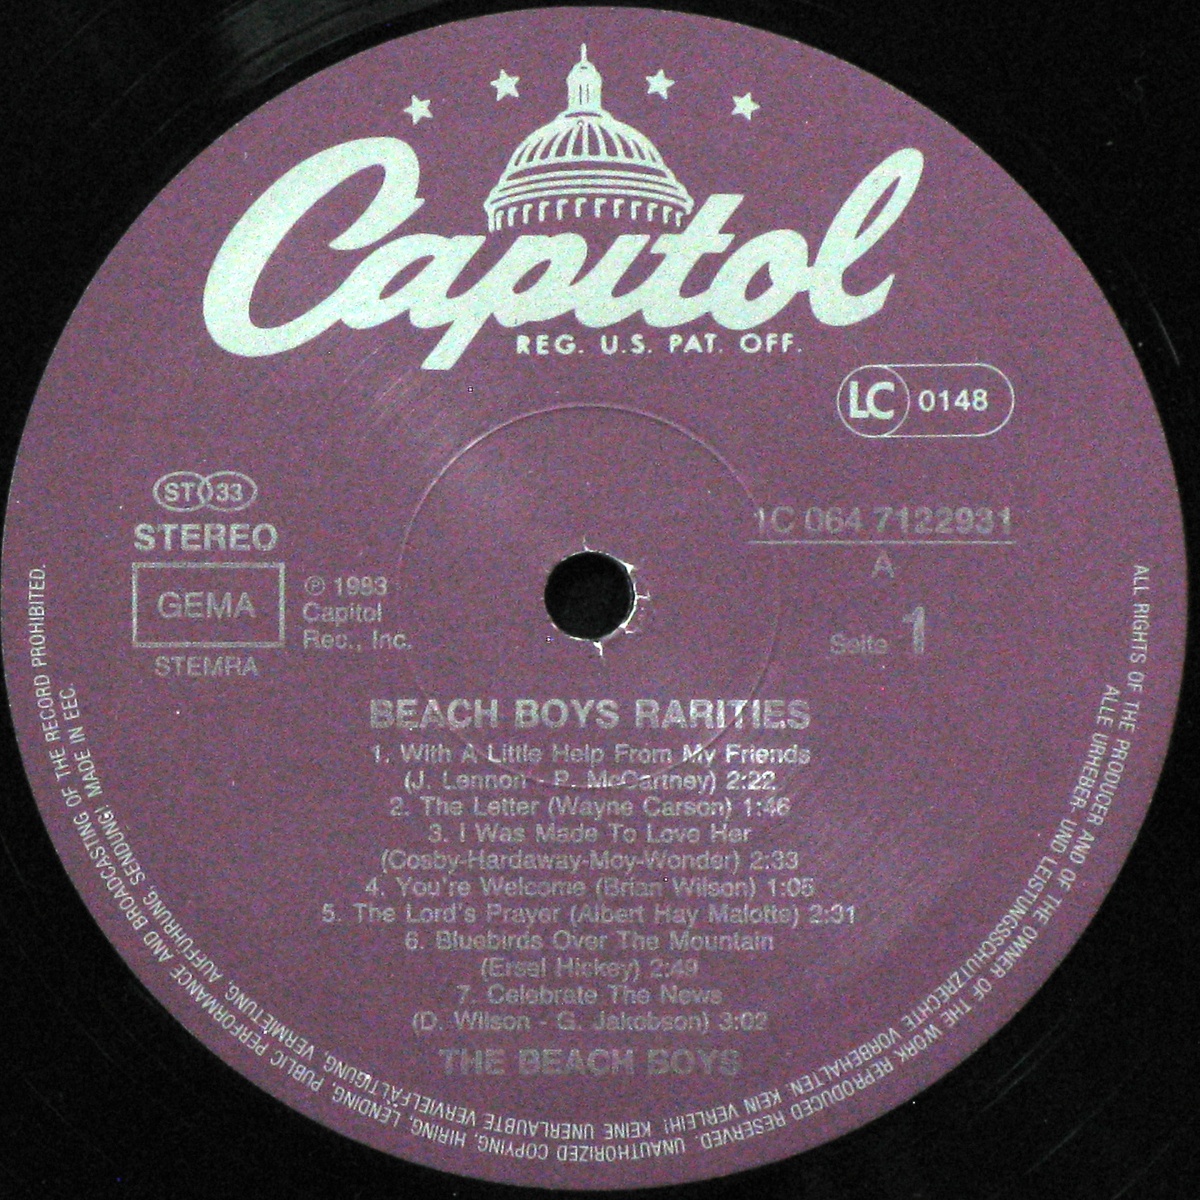 Capitol
REG. U.S. PAT. OFF.
LC 0148
ST 33
STEREO
GEMA
STEMRA
℗ 1983
Capitol
Rec., Inc.
1C 064 7122931
A
Seite 1
BEACH BOYS RARITIES
1. With A Little Help From My Friends
(J. Lennon - P. McCartney) 2:22
2. The Letter (Wayne Carson) 1:46
3. I Was Made To Love Her
(Cosby-Hardaway-Moy-Wonder) 2:33
4. You're Welcome (Brian Wilson) 1:05
5. The Lord's Prayer (Albert Hay Malotte) 2:31
6. Bluebirds Over The Mountain
(Ersel Hickey) 2:49
7. Celebrate The News
(D. Wilson - G. Jakobson) 3:02
THE BEACH BOYS
ALL RIGHTS OF THE PRODUCER AND OF THE OWNER OF THE WORK REPRODUCED RESERVED. UNAUTHORIZED COPYING, HIRING, LENDING, PUBLIC PERFORMANCE AND BROADCASTING OF THE RECORD PROHIBITED.
ALLE URHEBER- UND LEISTUNGSSCHUTZRECHTE VORBEHALTEN. KEIN VERLEIH! KEINE UNERLAUBTE VERVIELFÄLTIGUNG, VERMIETUNG, AUFFÜHRUNG, SENDUNG! MADE IN EEC.